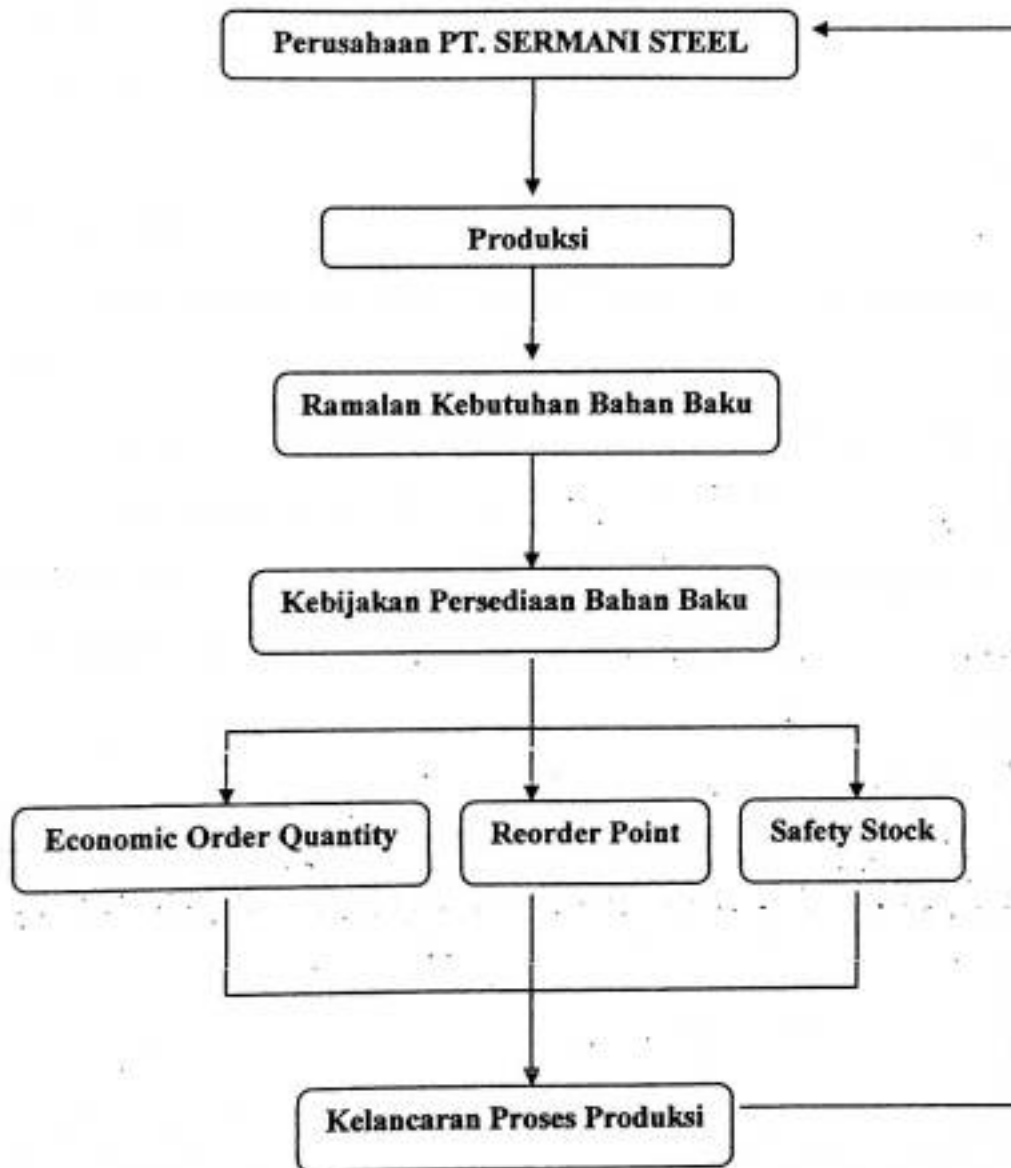 Perusahaan PT. SERMANI STEEL
Produksi
Ramalan Kebutuhan Bahan Baku
Kebijakan Persediaan Bahan Baku
Economic Order Quantity
Reorder Point
Safety Stock
Kelancaran Proses Produksi